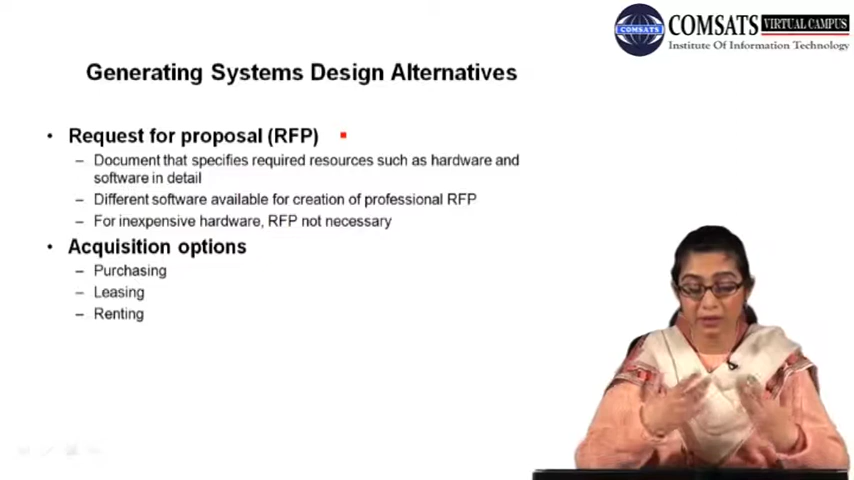 COMSATS
COMSATS VIRTUAL CAMPUS
Institute Of Information Technology
Generating Systems Design Alternatives
• Request for proposal (RFP)
– Document that specifies required resources such as hardware and
software in detail
– Different software available for creation of professional RFP
– For inexpensive hardware, RFP not necessary
• Acquisition options
– Purchasing
– Leasing
– Renting